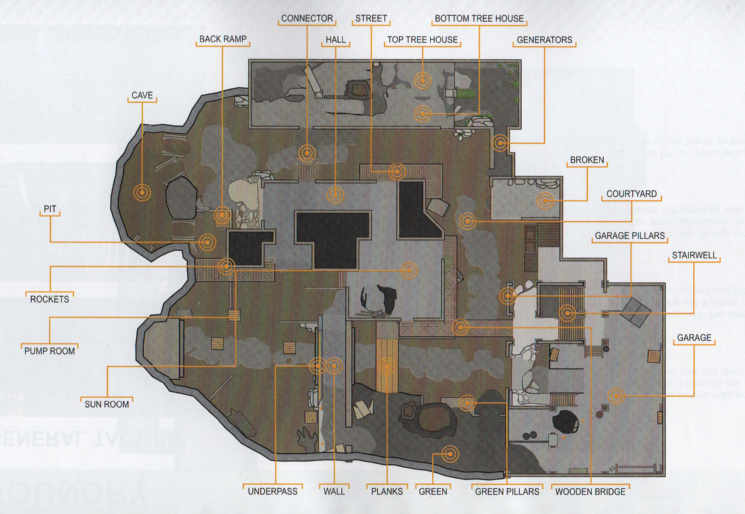 CONNECTOR
STREET
BOTTOM TREE HOUSE
BACK RAMP
HALL
TOP TREE HOUSE
GENERATORS
CAVE
BROKEN
COURTYARD
PIT
GARAGE PILLARS
STAIRWELL
ROCKETS
GARAGE
PUMP ROOM
SUN ROOM
UNDERPASS
WALL
PLANKS
GREEN
GREEN PILLARS
WOODEN BRIDGE
GENERAL TACTICS
FOUNDRY